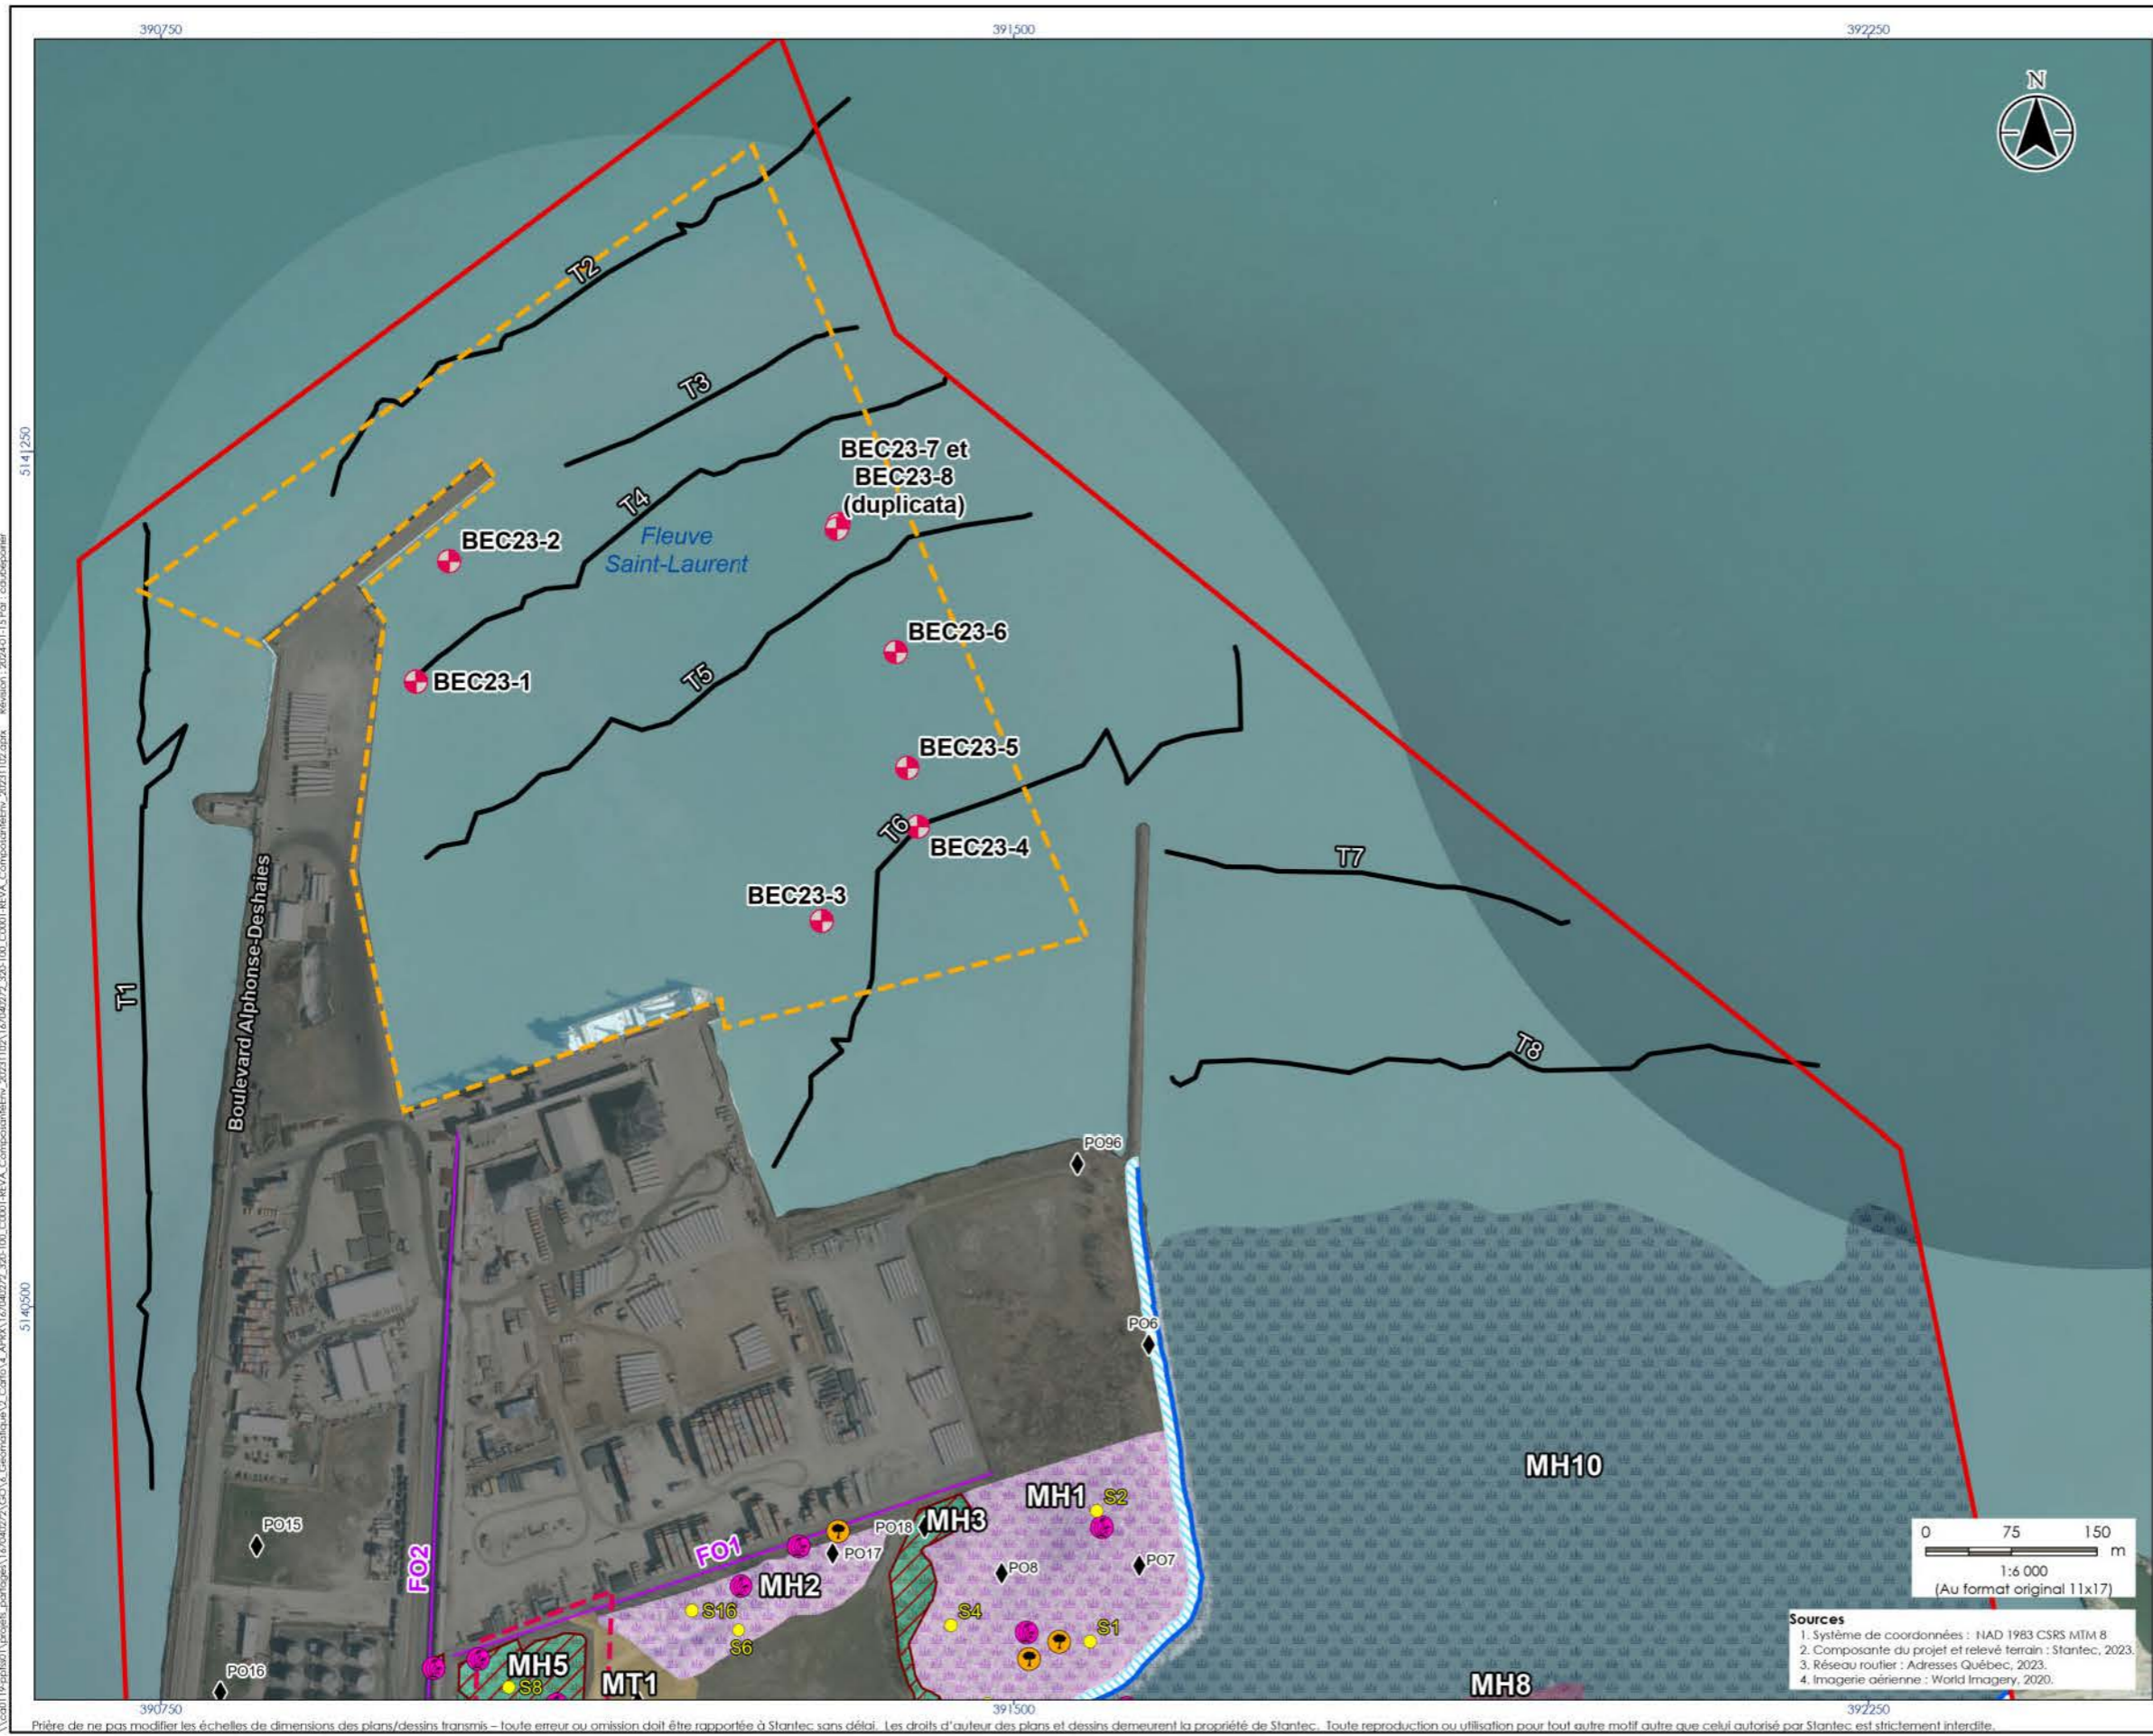 390750
391500
392250
N
T2
T3
5141250
BEC23-7 et
BEC23-8
(duplicata)
T4
Fleuve
Saint-Laurent
BEC23-2
BEC23-6
BEC23-1
T5
BEC23-5
T6
BEC23-4
T7
BEC23-3
Boulevard Alphonse-Deshaies
T1
T8
PO96
5140500
PO6
MH10
MH1
S2
PO15
PO18
MH3
FO1
PO17
PO8
PO7
FO2
MH2
S16
S4
S6
S1
MH5
PO16
S8
MT1
MH8
0 75 150
m
1:6 000
(Au format original 11x17)
Sources
1. Système de coordonnées : NAD 1983 CSRS MTM 8
2. Composante du projet et relevé terrain : Stantec, 2023.
3. Réseau routier : Adresses Québec, 2023.
4. Imagerie aérienne : World Imagery, 2020.
390750
391500
392250
Prière de ne pas modifier les échelles de dimensions des plans/dessins transmis – toute erreur ou omission doit être rapportée à Stantec sans délai. Les droits d'auteur des plans et dessins demeurent la propriété de Stantec. Toute reproduction ou utilisation pour tout autre motif autre que celui autorisé par Stantec est strictement interdite.